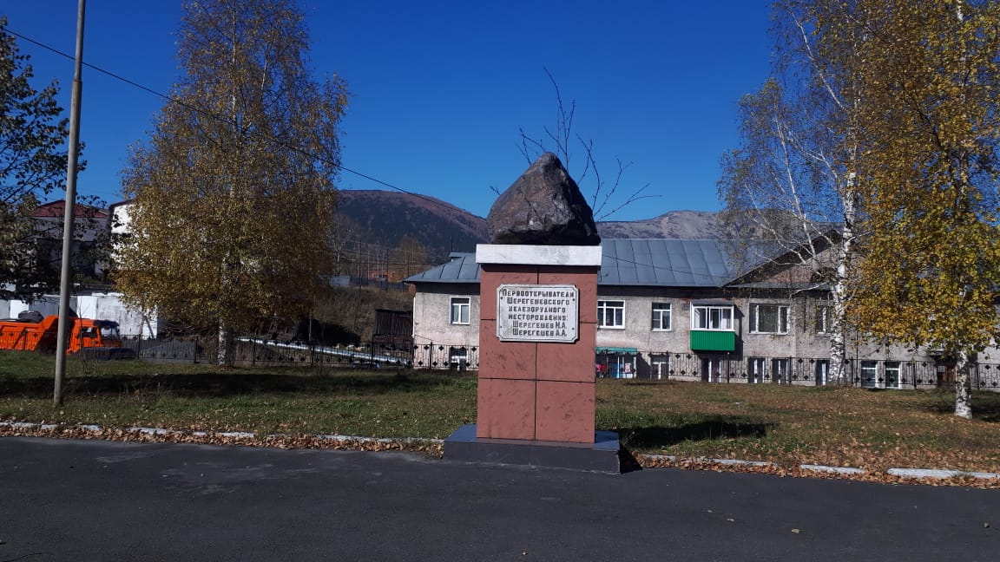 Первооткрыватели
Шерегешевского
железорудного
месторождения:
Шерегешев М.А.
Шерегешев А.А.